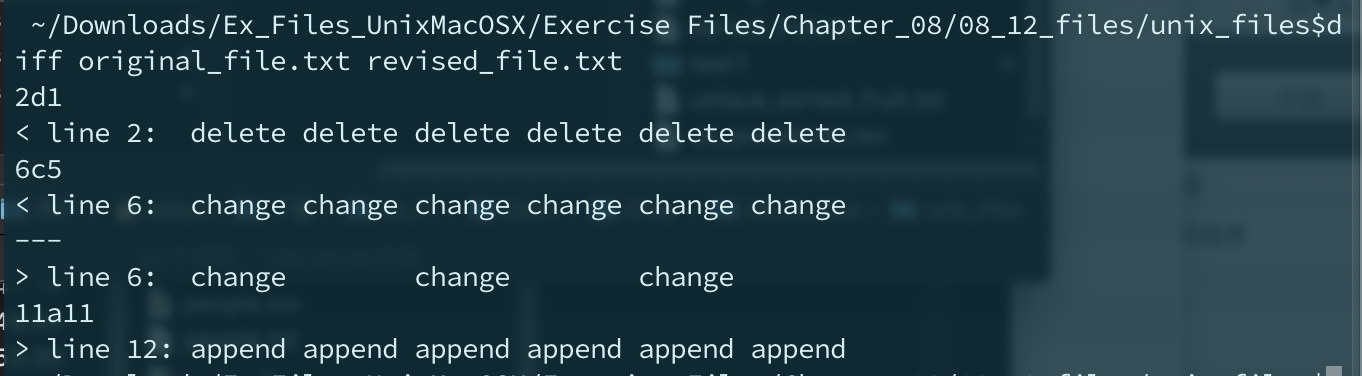 ~/Downloads/Ex_Files_UnixMacOSX/Exercise Files/Chapter_08/08_12_files/unix_files$d
iff original_file.txt revised_file.txt
2d1
< line 2:  delete delete delete delete delete delete
6c5
< line 6:  change change change change change change
---
> line 6:  change        change        change
11a11
> line 12: append append append append append append